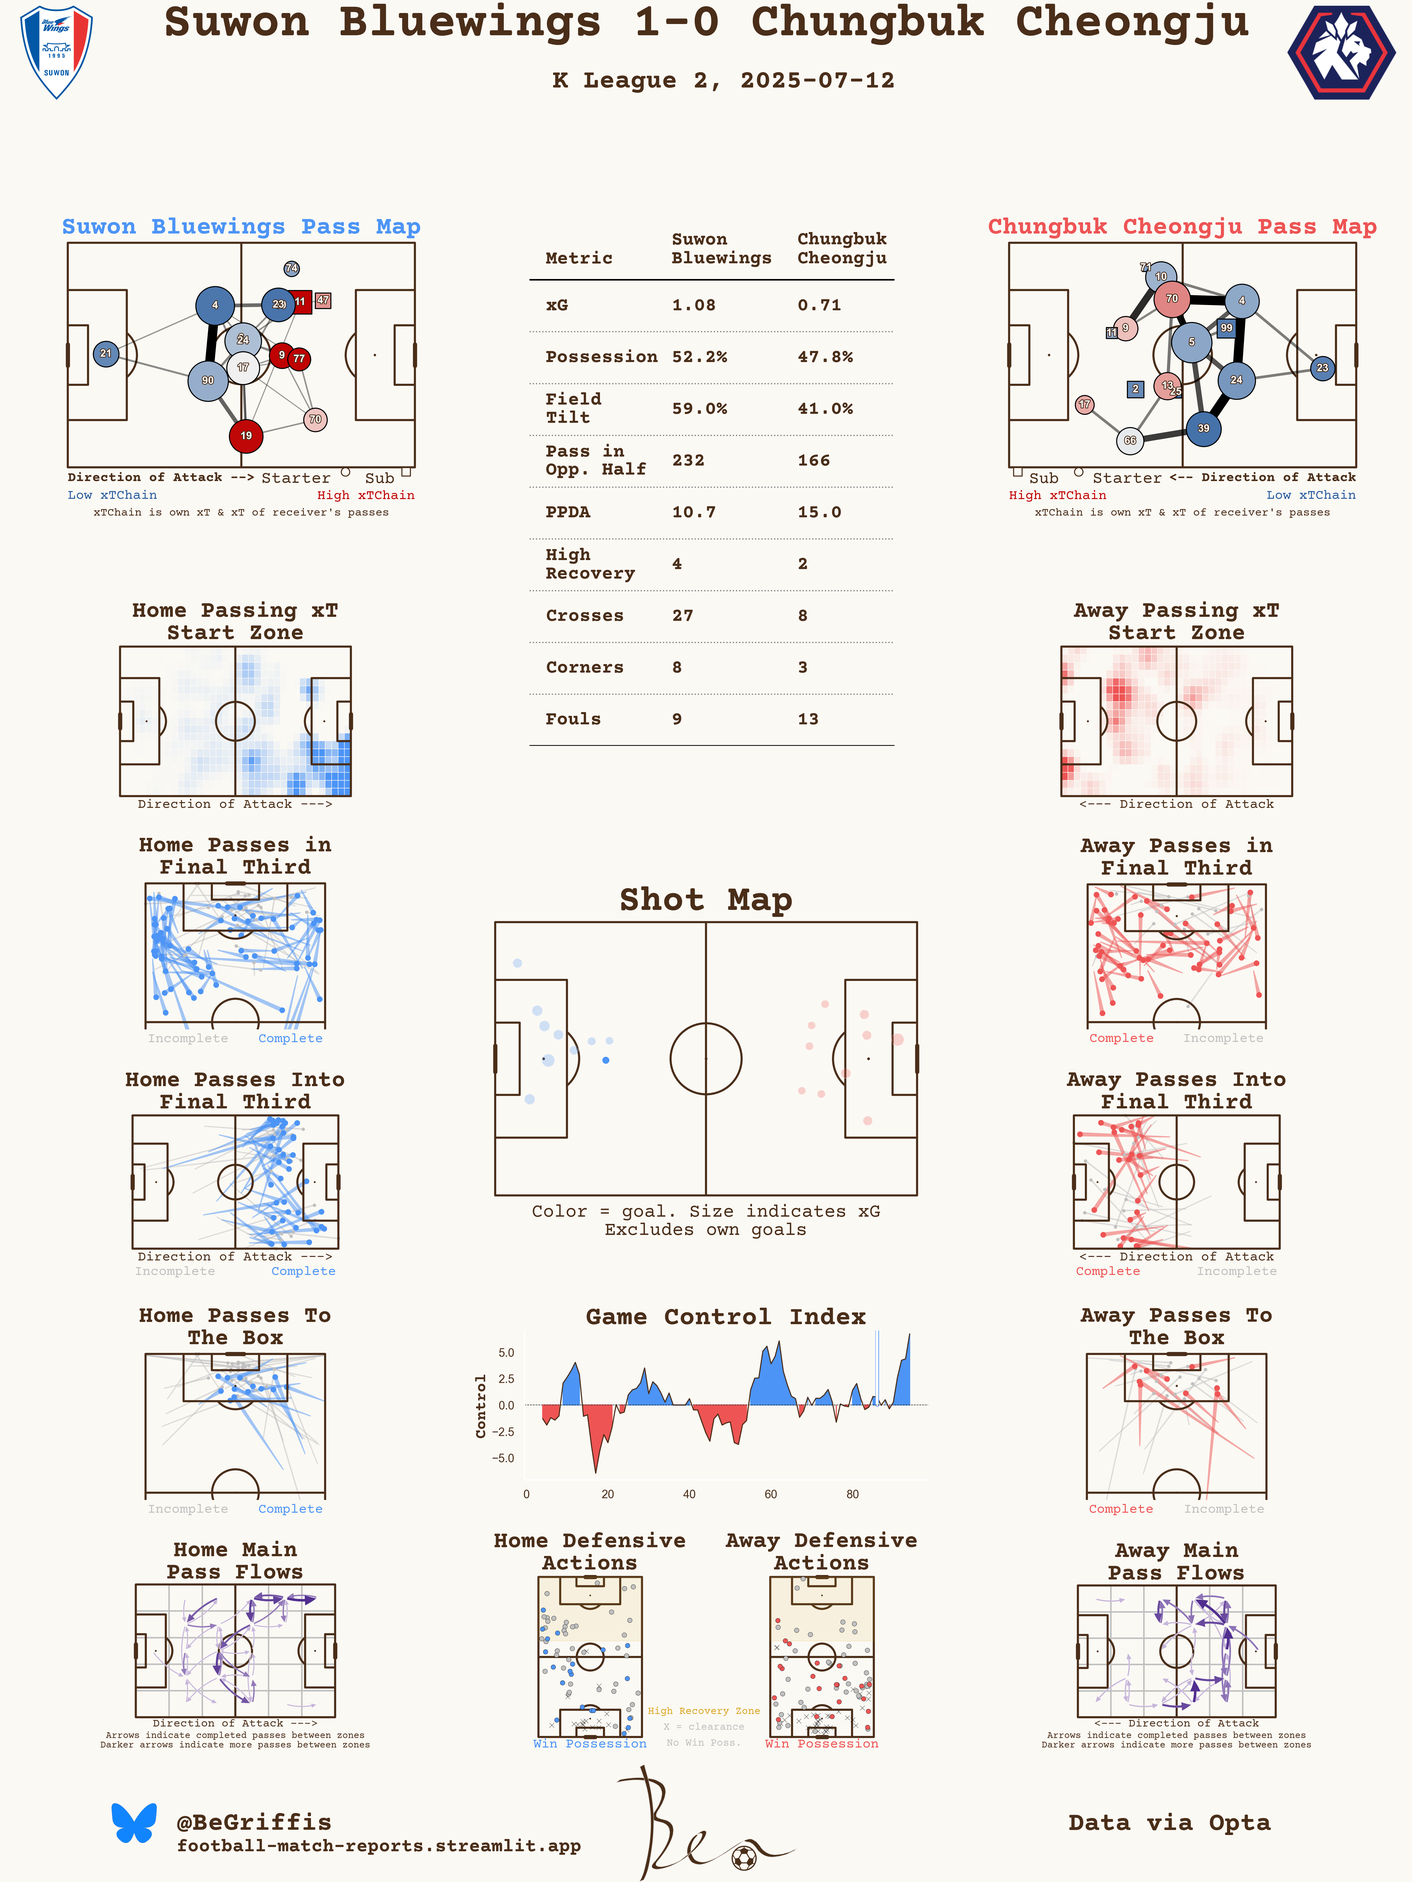 Suwon Bluewings 1-0 Chungbuk Cheongju
K League 2, 2025-07-12
Blue Wings
1995
SUWON
Suwon Bluewings Pass Map
74
4
23
11
47
24
21
9
77
17
90
70
19
Direction of Attack --> Starter Sub
Low xTChain High xTChain
xTChain is own xT & xT of receiver's passes
Metric Suwon Bluewings Chungbuk Cheongju
xG 1.08 0.71
Possession 52.2% 47.8%
Field Tilt 59.0% 41.0%
Pass in Opp. Half 232 166
PPDA 10.7 15.0
High Recovery 4 2
Crosses 27 8
Corners 8 3
Fouls 9 13
Chungbuk Cheongju Pass Map
71
10
70
4
11
9
99
5
23
24
2
13
25
17
39
66
Sub Starter <-- Direction of Attack
High xTChain Low xTChain
xTChain is own xT & xT of receiver's passes
Home Passing xT
Start Zone
Direction of Attack --->
Away Passing xT
Start Zone
<--- Direction of Attack
Home Passes in
Final Third
Incomplete Complete
Away Passes in
Final Third
Complete Incomplete
Shot Map
Color = goal. Size indicates xG
Excludes own goals
Home Passes Into
Final Third
Direction of Attack --->
Incomplete Complete
Away Passes Into
Final Third
<--- Direction of Attack
Complete Incomplete
Home Passes To
The Box
Incomplete Complete
Game Control Index
Control
5.0
2.5
0.0
−2.5
−5.0
0 20 40 60 80
Away Passes To
The Box
Complete Incomplete
Home Main
Pass Flows
Direction of Attack --->
Arrows indicate completed passes between zones
Darker arrows indicate more passes between zones
Home Defensive
Actions
Win Possession
High Recovery Zone
X = clearance
No Win Poss.
Away Defensive
Actions
Win Possession
Away Main
Pass Flows
<--- Direction of Attack
Arrows indicate completed passes between zones
Darker arrows indicate more passes between zones
@BeGriffis
football-match-reports.streamlit.app
Ben
Data via Opta